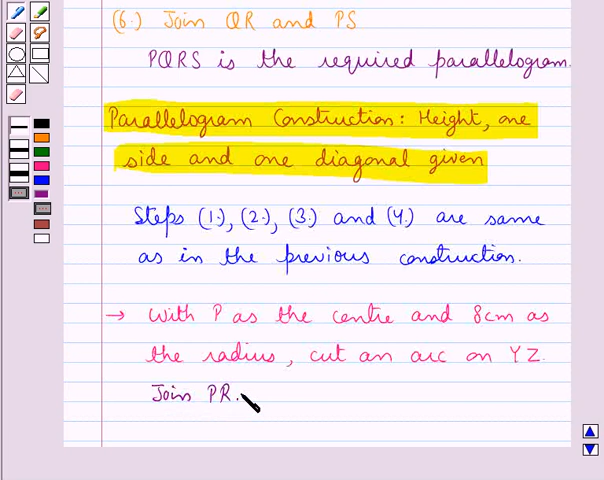 (6.) Join QR and PS
PQRS is the required parallelogram.
Parallelogram Construction: Height, one
side and one diagonal given
Steps (1.), (2.), (3.) and (4.) are same
as in the previous construction.
→ With P as the centre and 8cm as
the radius, cut an arc on YZ.
Join PR.